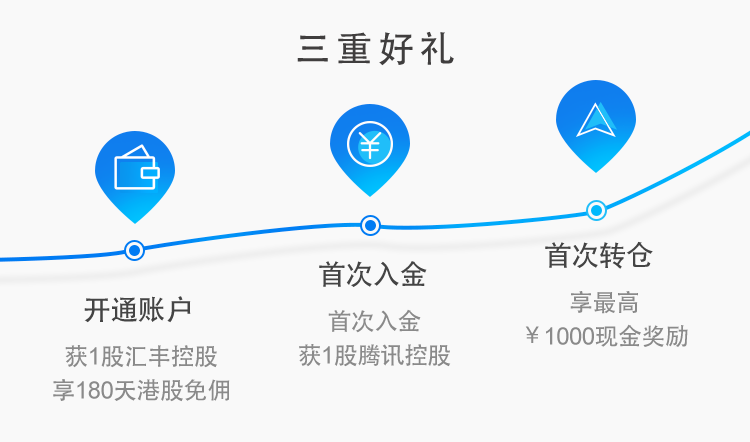 三重好礼
开通账户
获1股汇丰控股
享180天港股免佣
首次入金
首次入金
获1股腾讯控股
首次转仓
享最高
￥1000现金奖励